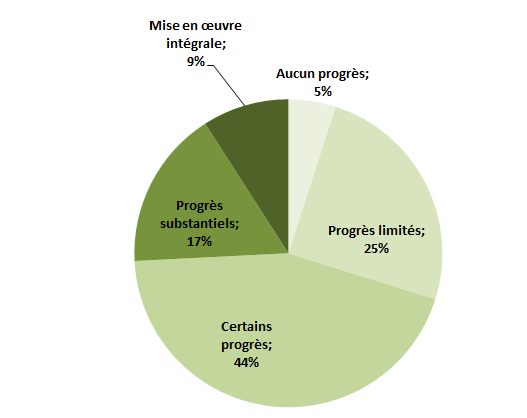 Mise en œuvre
intégrale;
9%
Aucun progrès;
5%
Progrès limités;
25%
Certains
progrès;
44%
Progrès
substantiels;
17%